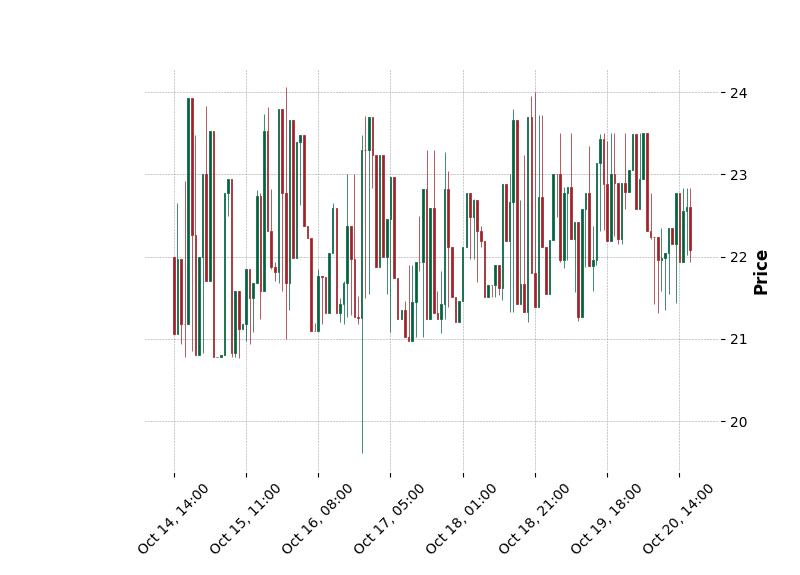 24
23
22
21
20
Price
Oct 14, 14:00
Oct 15, 11:00
Oct 16, 08:00
Oct 17, 05:00
Oct 18, 01:00
Oct 18, 21:00
Oct 19, 18:00
Oct 20, 14:00